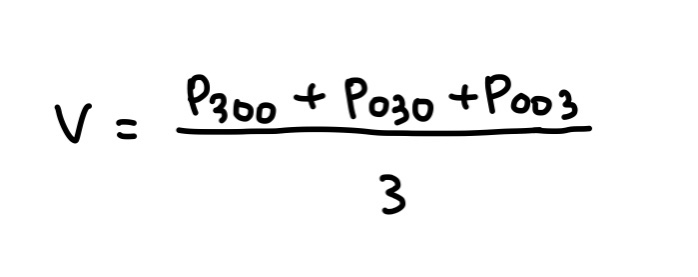 V = (P₃₀₀ + P₀₃₀ + P₀₀₃) / 3